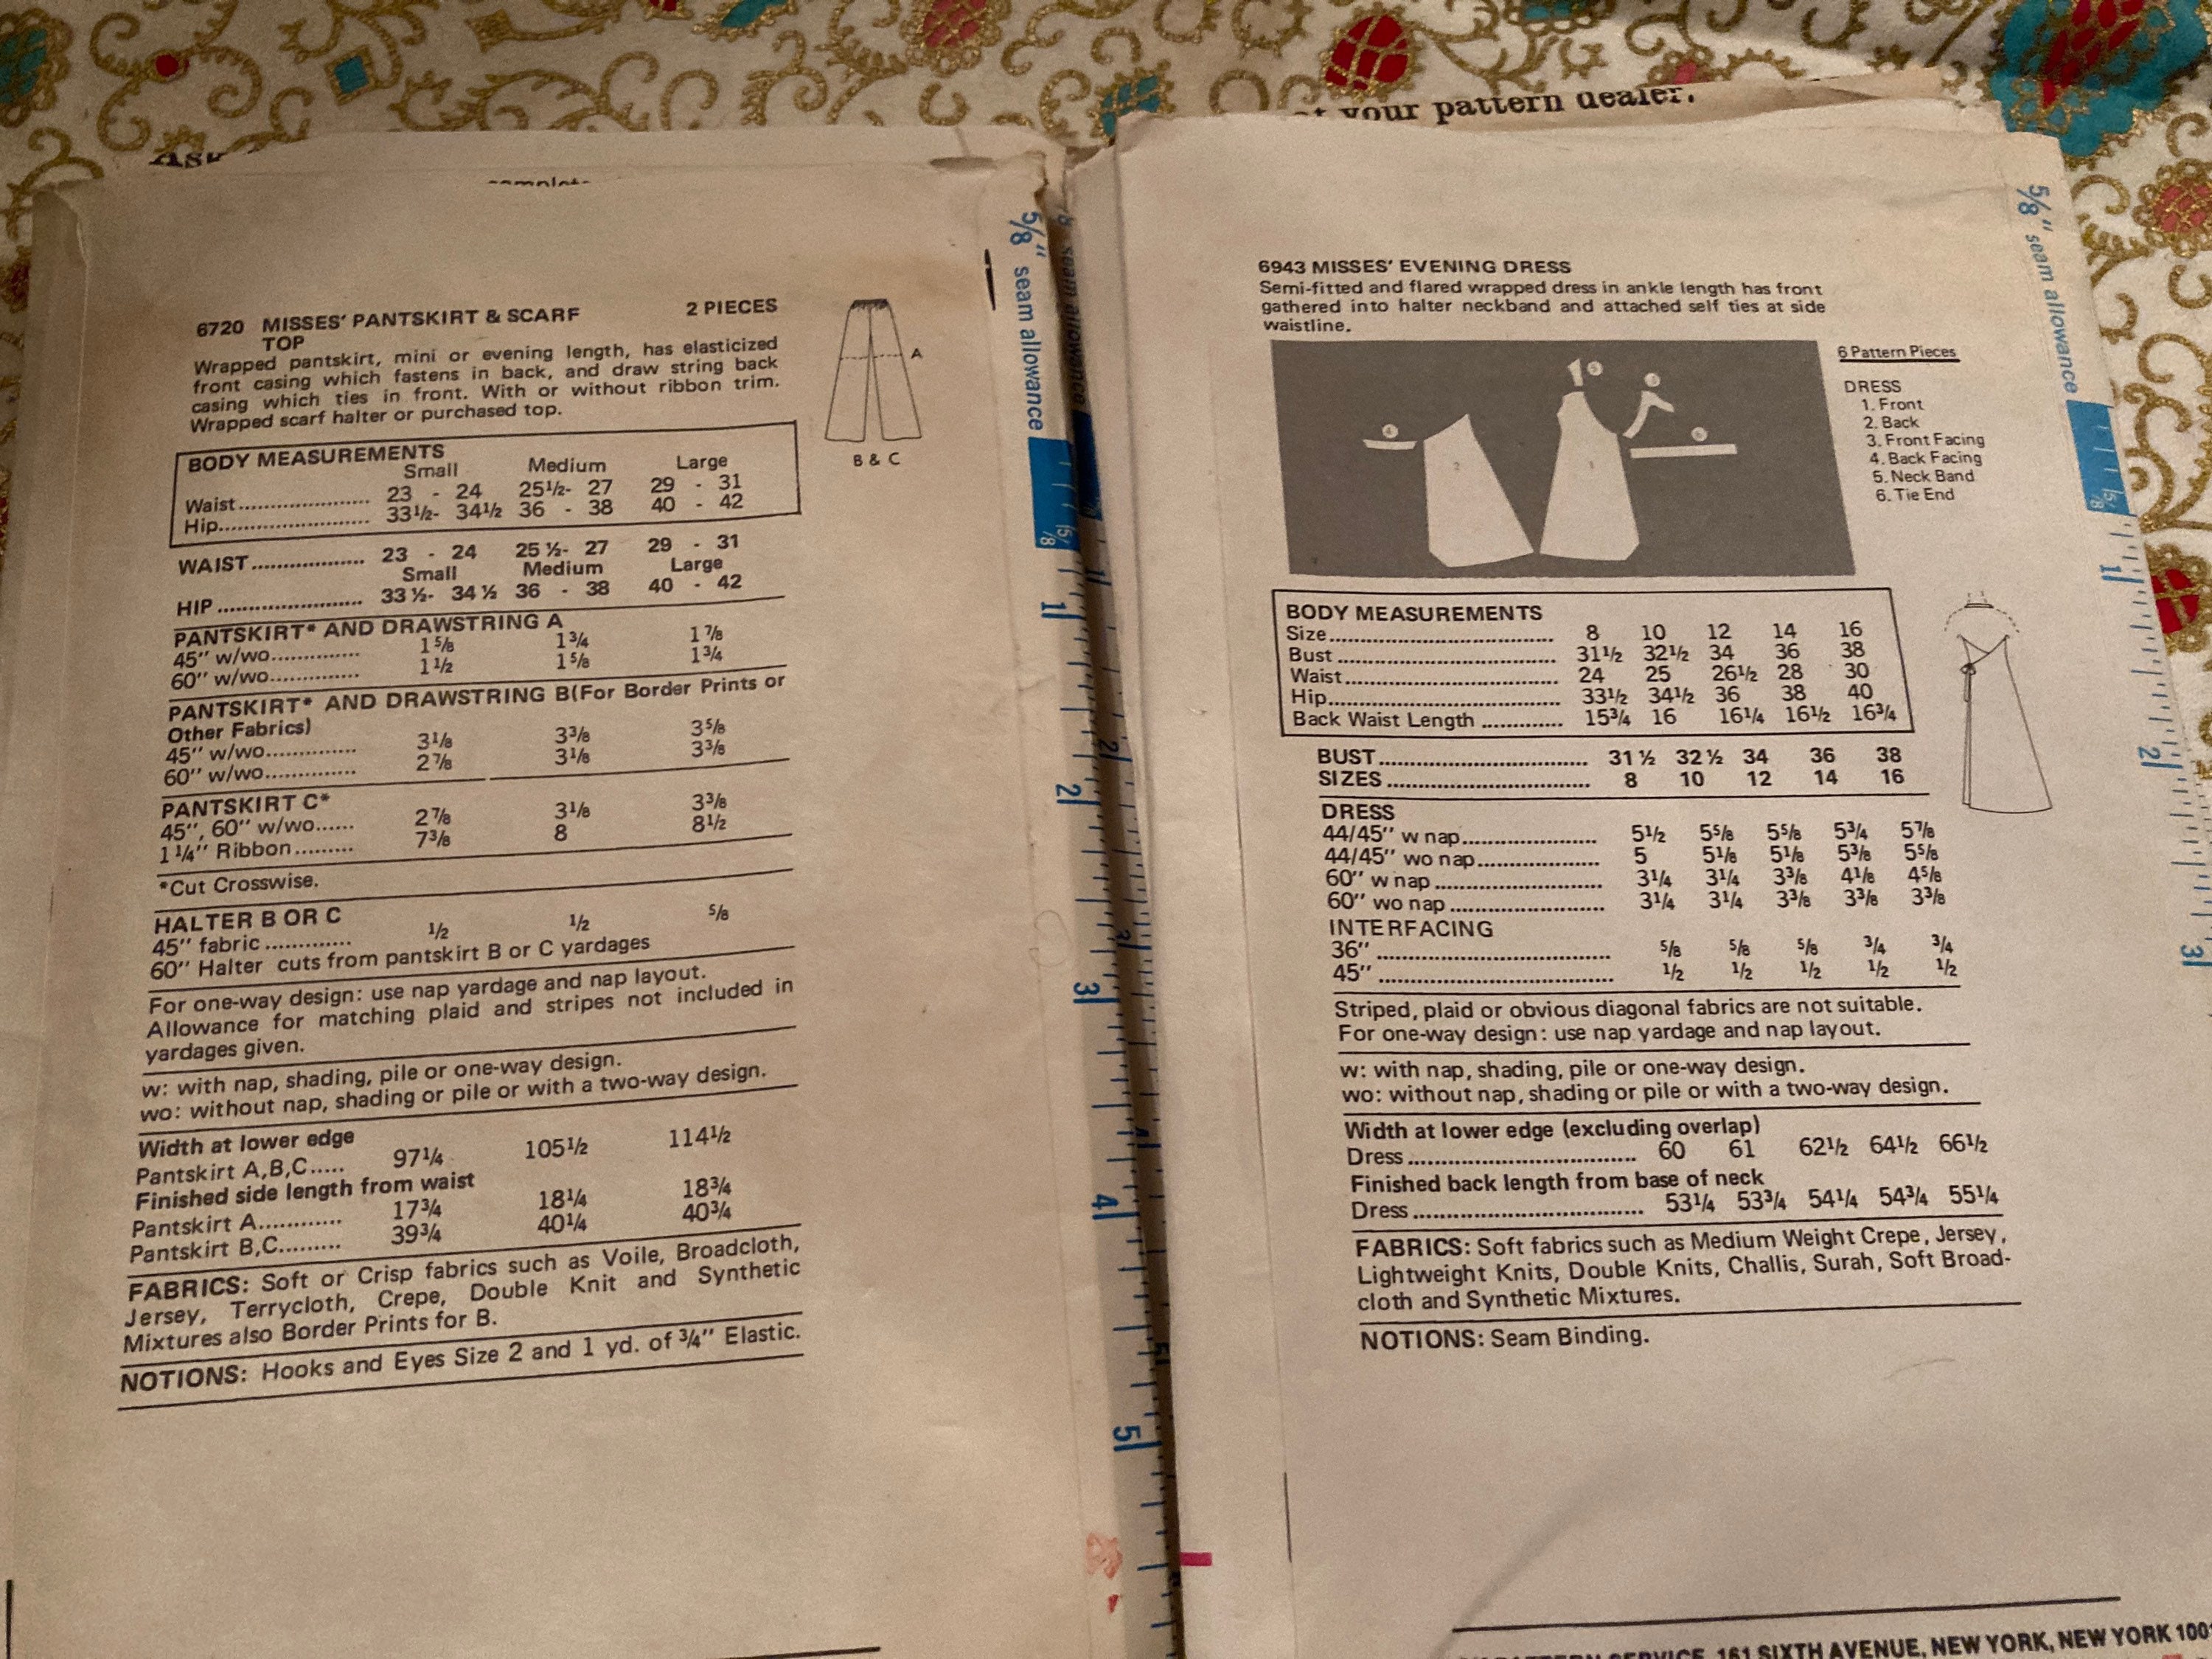 your pattern dealer.
6720 MISSES' PANTSKIRT & SCARF 2 PIECES
TOP
Wrapped pantskirt, mini or evening length, has elasticized
front casing which fastens in back, and draw string back
casing which ties in front. With or without ribbon trim.
Wrapped scarf halter or purchased top.
A
B & C
BODY MEASUREMENTS
Small Medium Large
Waist.................... 23 - 24 25½- 27 29 - 31
Hip....................... 33½- 34½ 36 - 38 40 - 42
WAIST................... 23 - 24 25 ½- 27 29 - 31
Small Medium Large
HIP........................ 33 ½- 34 ½ 36 - 38 40 - 42
PANTSKIRT* AND DRAWSTRING A
45" w/wo.............. 1⅝ 1¾ 1⅞
60" w/wo.............. 1½ 1⅝ 1¾
PANTSKIRT* AND DRAWSTRING B(For Border Prints or
Other Fabrics)
45" w/wo.............. 3⅛ 3⅜ 3⅝
60" w/wo.............. 2⅞ 3⅛ 3⅜
PANTSKIRT C*
45", 60" w/wo...... 2⅞ 3⅛ 3⅜
1¼" Ribbon......... 7⅜ 8 8½
*Cut Crosswise.
HALTER B OR C
45" fabric............. ½ ½ ⅝
60" Halter cuts from pantskirt B or C yardages
For one-way design: use nap yardage and nap layout.
Allowance for matching plaid and stripes not included in
yardages given.
w: with nap, shading, pile or one-way design.
wo: without nap, shading or pile or with a two-way design.
Width at lower edge
Pantskirt A,B,C..... 97¼ 105½ 114½
Finished side length from waist
Pantskirt A............ 17¾ 18¼ 18¾
Pantskirt B,C......... 39¾ 40¼ 40¾
FABRICS: Soft or Crisp fabrics such as Voile, Broadcloth,
Jersey, Terrycloth, Crepe, Double Knit and Synthetic
Mixtures also Border Prints for B.
NOTIONS: Hooks and Eyes Size 2 and 1 yd. of ¾" Elastic.
⅝" seam allowance
⅝
1
2
3
4
5
seam allowance
1
2
3
4
5
6943 MISSES' EVENING DRESS
Semi-fitted and flared wrapped dress in ankle length has front
gathered into halter neckband and attached self ties at side
waistline.
6 Pattern Pieces
DRESS
1. Front
2. Back
3. Front Facing
4. Back Facing
5. Neck Band
6. Tie End
BODY MEASUREMENTS
Size................................. 8 10 12 14 16
Bust................................ 31½ 32½ 34 36 38
Waist............................... 24 25 26½ 28 30
Hip.................................. 33½ 34½ 36 38 40
Back Waist Length............ 15¾ 16 16¼ 16½ 16¾
BUST............................... 31 ½ 32 ½ 34 36 38
SIZES.............................. 8 10 12 14 16
DRESS
44/45" w nap.................... 5½ 5⅝ 5⅝ 5¾ 5⅞
44/45" wo nap.................. 5 5⅛ 5⅛ 5⅜ 5⅝
60" w nap........................ 3¼ 3¼ 3⅜ 4⅛ 4⅝
60" wo nap...................... 3¼ 3¼ 3⅜ 3⅜ 3⅜
INTERFACING
36".................................. ⅝ ⅝ ⅝ ¾ ¾
45".................................. ½ ½ ½ ½ ½
Striped, plaid or obvious diagonal fabrics are not suitable.
For one-way design: use nap yardage and nap layout.
w: with nap, shading, pile or one-way design.
wo: without nap, shading or pile or with a two-way design.
Width at lower edge (excluding overlap)
Dress................................ 60 61 62½ 64½ 66½
Finished back length from base of neck
Dress................................ 53¼ 53¾ 54¼ 54¾ 55¼
FABRICS: Soft fabrics such as Medium Weight Crepe, Jersey,
Lightweight Knits, Double Knits, Challis, Surah, Soft Broad-
cloth and Synthetic Mixtures.
NOTIONS: Seam Binding.
⅝" seam allowance
⅝
1
2
3
161 SIXTH AVENUE, NEW YORK, NEW YORK